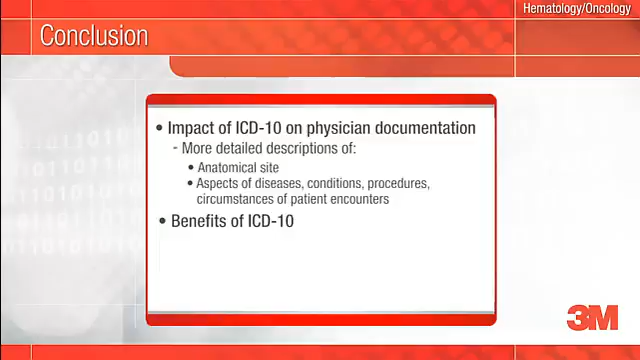 Hematology/Oncology
Conclusion
• Impact of ICD-10 on physician documentation
- More detailed descriptions of:
• Anatomical site
• Aspects of diseases, conditions, procedures,
circumstances of patient encounters
• Benefits of ICD-10
3M